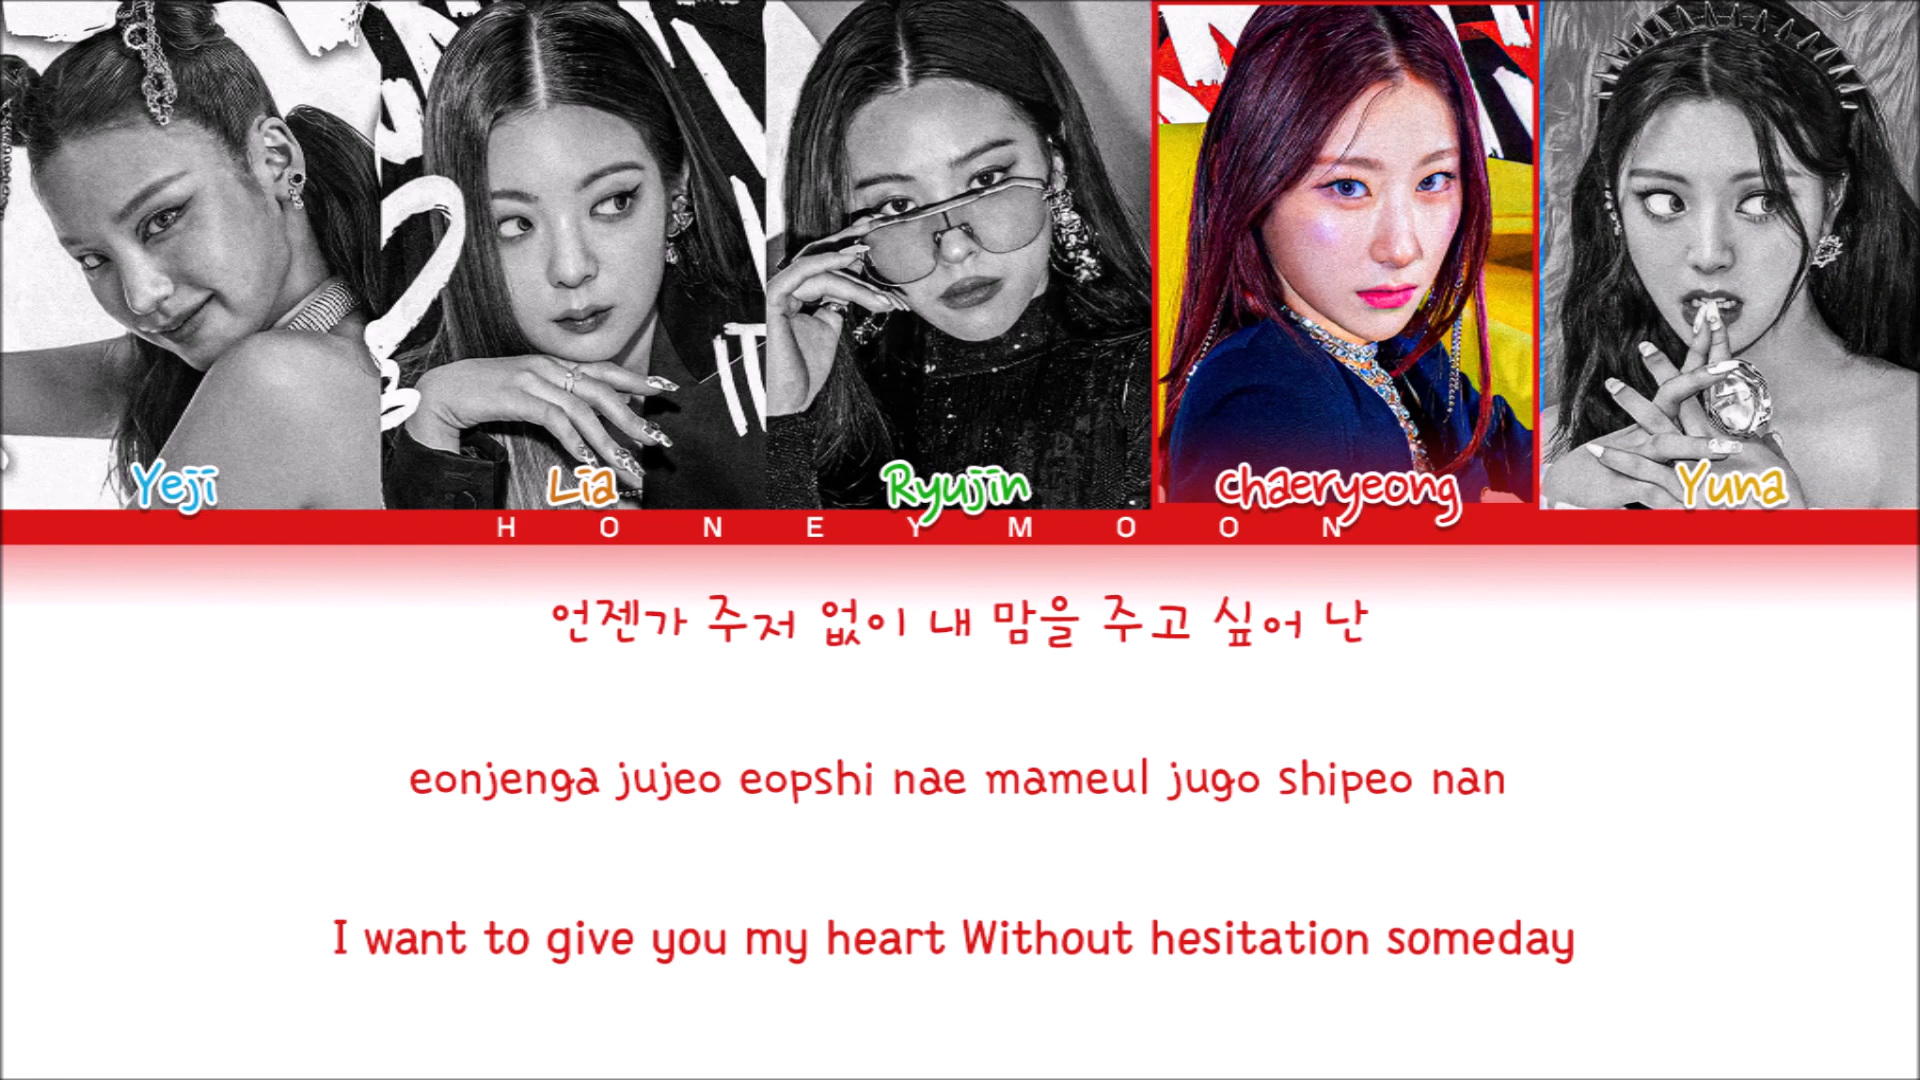 Yeji
Lia
Ryujin
chaeryeong
Yuna
HONEYMOON
언젠가 주저 없이 내 맘을 주고 싶어 난
eonjenga jujeo eopshi nae mameul jugo shipeo nan
I want to give you my heart Without hesitation someday